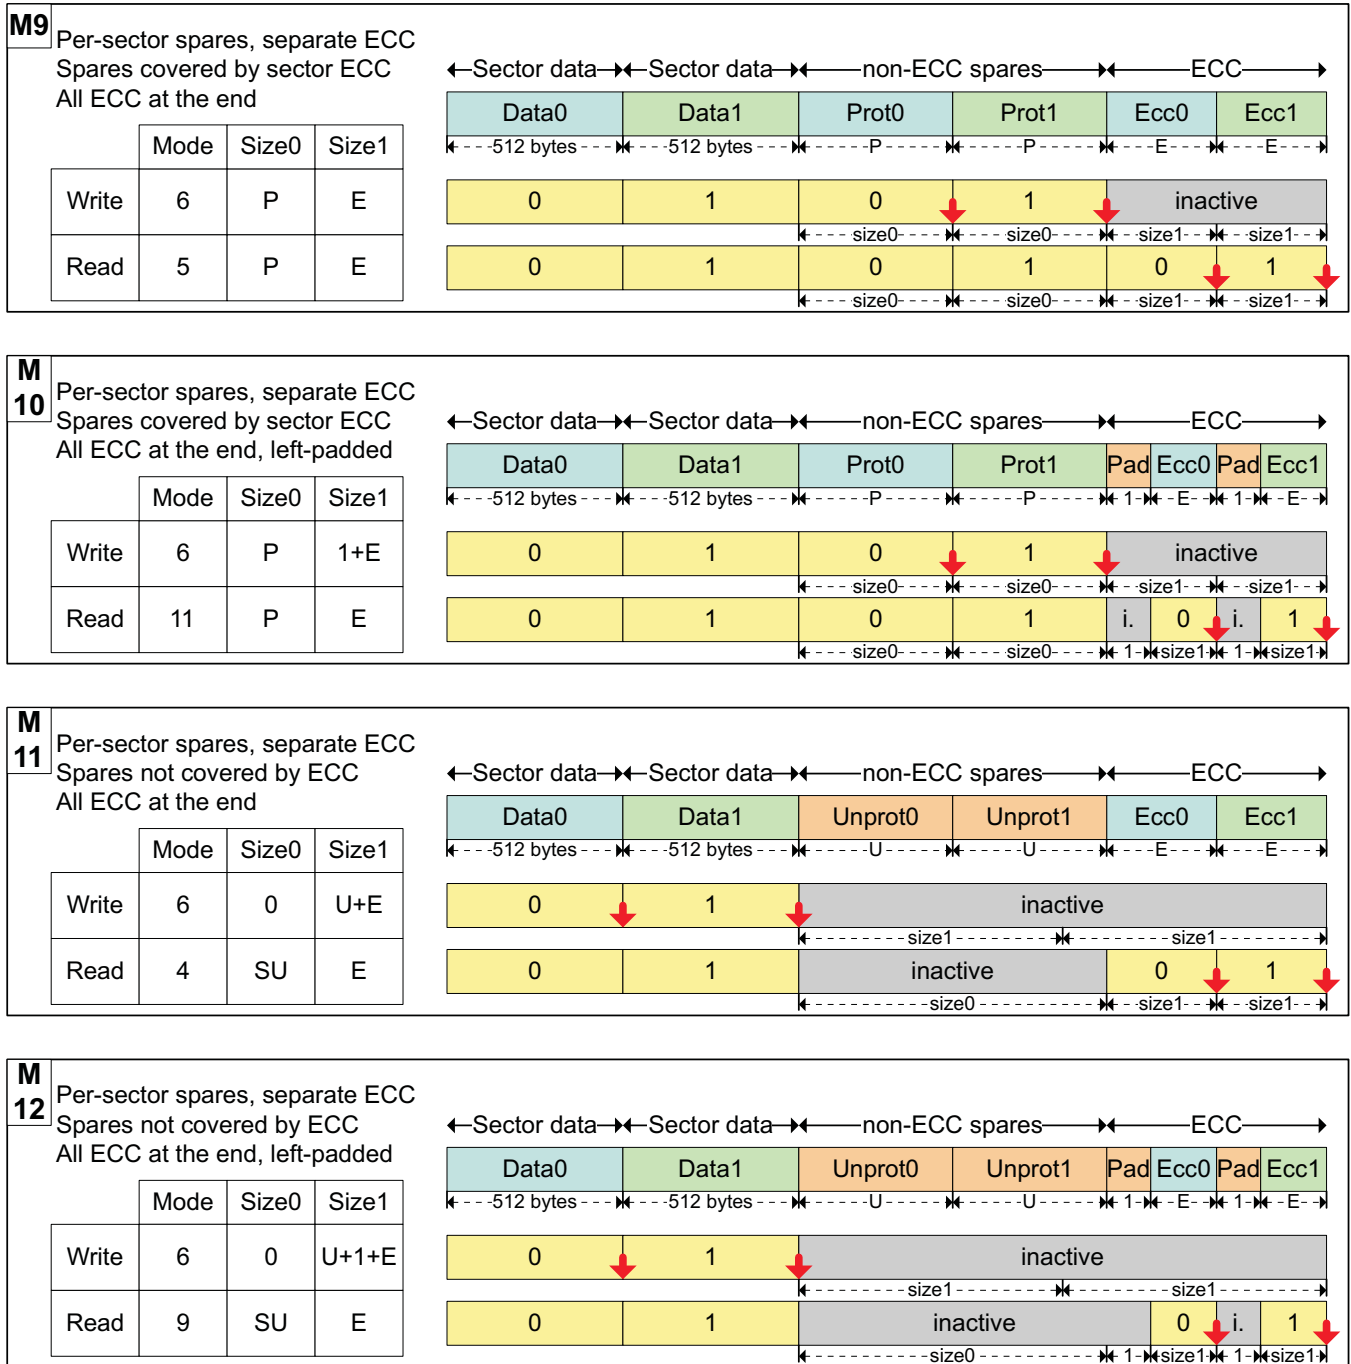 M9
Per-sector spares, separate ECC
Spares covered by sector ECC
All ECC at the end
Sector data Sector data non-ECC spares ECC
Data0 Data1 Prot0 Prot1 Ecc0 Ecc1
512 bytes 512 bytes P P E E
Mode Size0 Size1
Write 6 P E
0 1 0 1 inactive
size0 size0 size1 size1
Read 5 P E
0 1 0 1 0 1
size0 size0 size1 size1
M
10
Per-sector spares, separate ECC
Spares covered by sector ECC
All ECC at the end, left-padded
Sector data Sector data non-ECC spares ECC
Data0 Data1 Prot0 Prot1 Pad Ecc0 Pad Ecc1
512 bytes 512 bytes P P 1 E 1 E
Mode Size0 Size1
Write 6 P 1+E
0 1 0 1 inactive
size0 size0 size1 size1
Read 11 P E
0 1 0 1 i. 0 i. 1
size0 size0 1 size1 1 size1
M
11
Per-sector spares, separate ECC
Spares not covered by ECC
All ECC at the end
Sector data Sector data non-ECC spares ECC
Data0 Data1 Unprot0 Unprot1 Ecc0 Ecc1
512 bytes 512 bytes U U E E
Mode Size0 Size1
Write 6 0 U+E
0 1 inactive
size1 size1
Read 4 SU E
0 1 inactive 0 1
size0 size1 size1
M
12
Per-sector spares, separate ECC
Spares not covered by ECC
All ECC at the end, left-padded
Sector data Sector data non-ECC spares ECC
Data0 Data1 Unprot0 Unprot1 Pad Ecc0 Pad Ecc1
512 bytes 512 bytes U U 1 E 1 E
Mode Size0 Size1
Write 6 0 U+1+E
0 1 inactive
size1 size1
Read 9 SU E
0 1 inactive 0 i. 1
size0 1 size1 1 size1